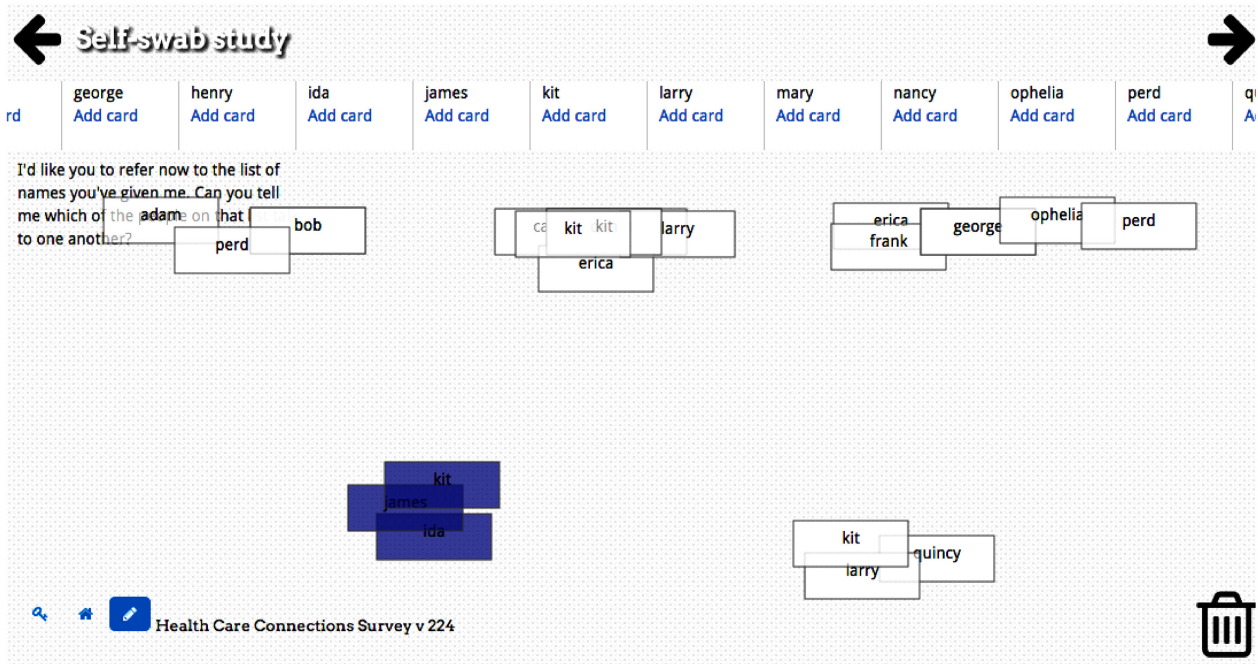 Self-swab study
george henry ida james kit larry mary nancy ophelia perd
rd Add card Add card Add card Add card Add card Add card Add card Add card Add card Add card
I'd like you to refer now to the list of
names you've given me. Can you tell
me which of the people on that
to one another?
adam
bob
perd
kit kit larry
erica
erica
frank
george
ophelia
perd
kit
james
ida
kit
quincy
larry
Health Care Connections Survey v 224